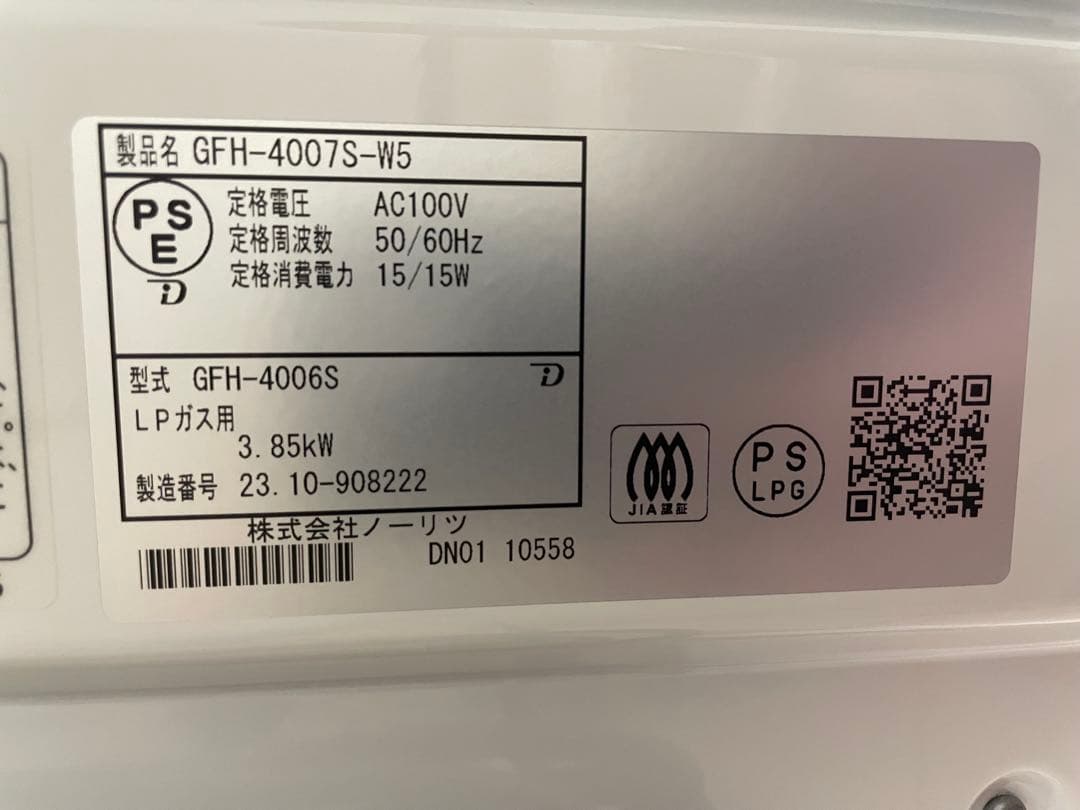 製品名 GFH-4007S-W5
PS
E
定格電圧 AC100V
定格周波数 50/60Hz
定格消費電力 15/15W
型式 GFH-4006S
LPガス用
3.85kW
製造番号 23.10-908222
株式会社ノーリツ
DN01 10558
JIA認証
PS
LPG